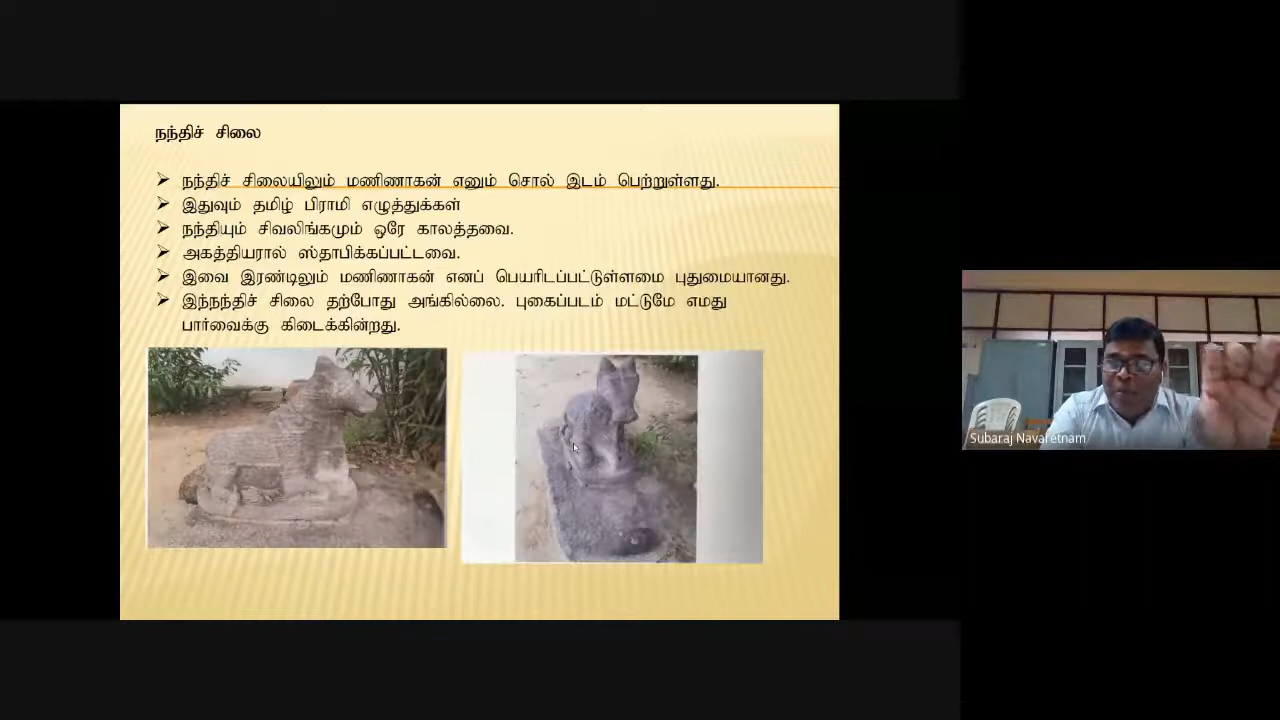 நந்திச் சிலை
நந்திச் சிலையிலும் மணிணாகன் எனும் சொல் இடம் பெற்றுள்ளது.
இதுவும் தமிழ் பிராமி எழுத்துக்கள்
நந்தியும் சிவலிங்கமும் ஒரே காலத்தவை.
அகத்தியரால் ஸ்தாபிக்கப்பட்டவை.
இவை இரண்டிலும் மணிணாகன் எனப் பெயரிடப்பட்டுள்ளமை புதுமையானது.
இந்நந்திச் சிலை தற்போது அங்கில்லை. புகைப்படம் மட்டுமே எமது
பார்வைக்கு கிடைக்கின்றது.
Subaraj Navaretnam